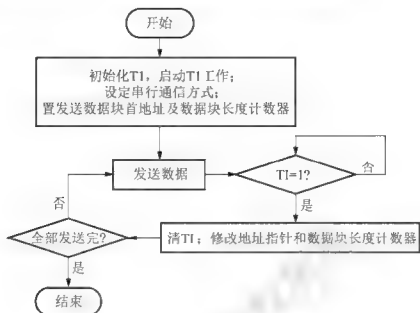 开始
初始化T1，启动T1工作；
设定串行通信方式；
置发送数据块首地址及数据块长度计数器
发送数据
TI=1?
否
是
否
全部发送完?
清TI；修改地址指针和数据块长度计数器
是
结束